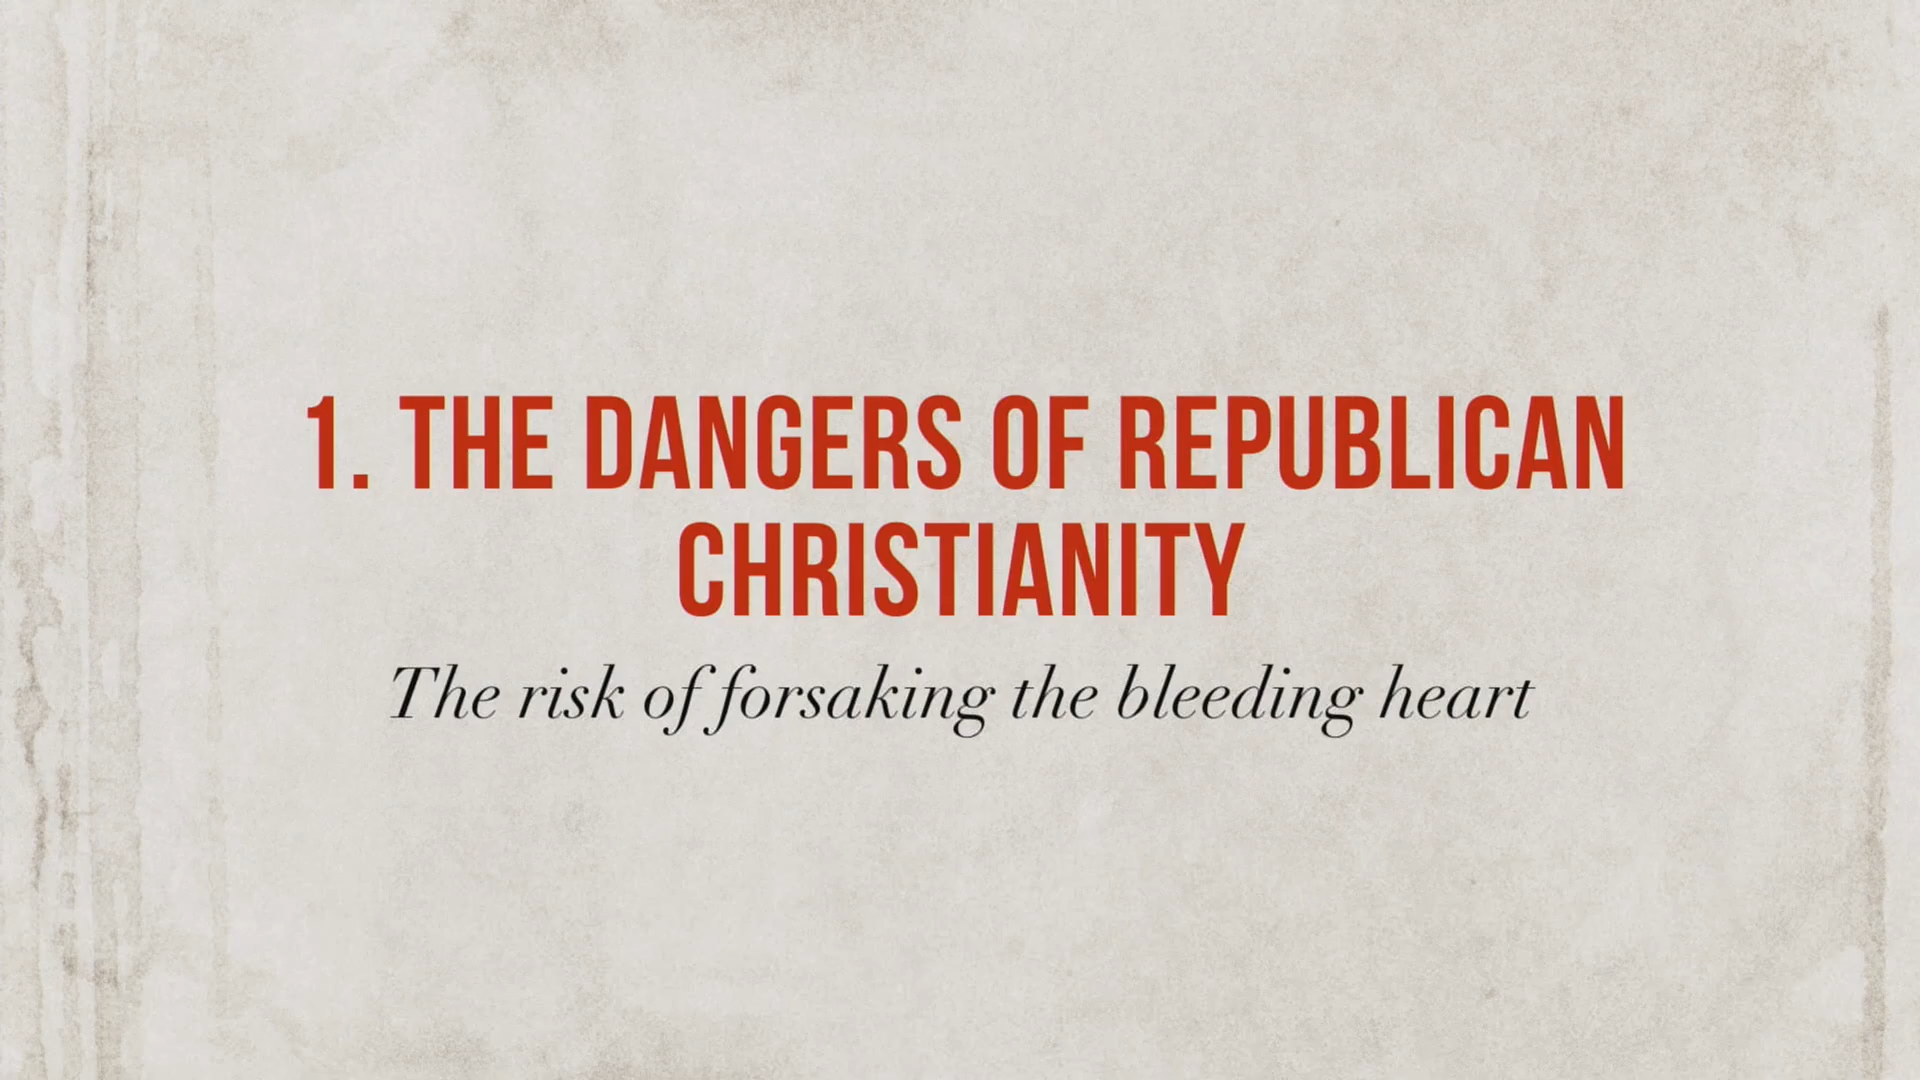 1. THE DANGERS OF REPUBLICAN
CHRISTIANITY
The risk of forsaking the bleeding heart